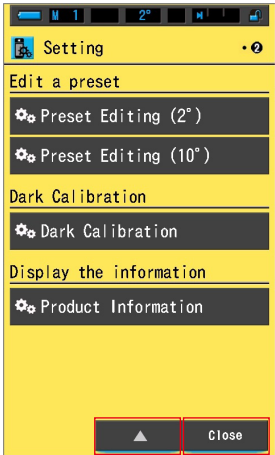 M 1 2°
Setting ・❷
Edit a preset
Preset Editing (2°)
Preset Editing (10°)
Dark Calibration
Dark Calibration
Display the information
Product Information
▲ Close